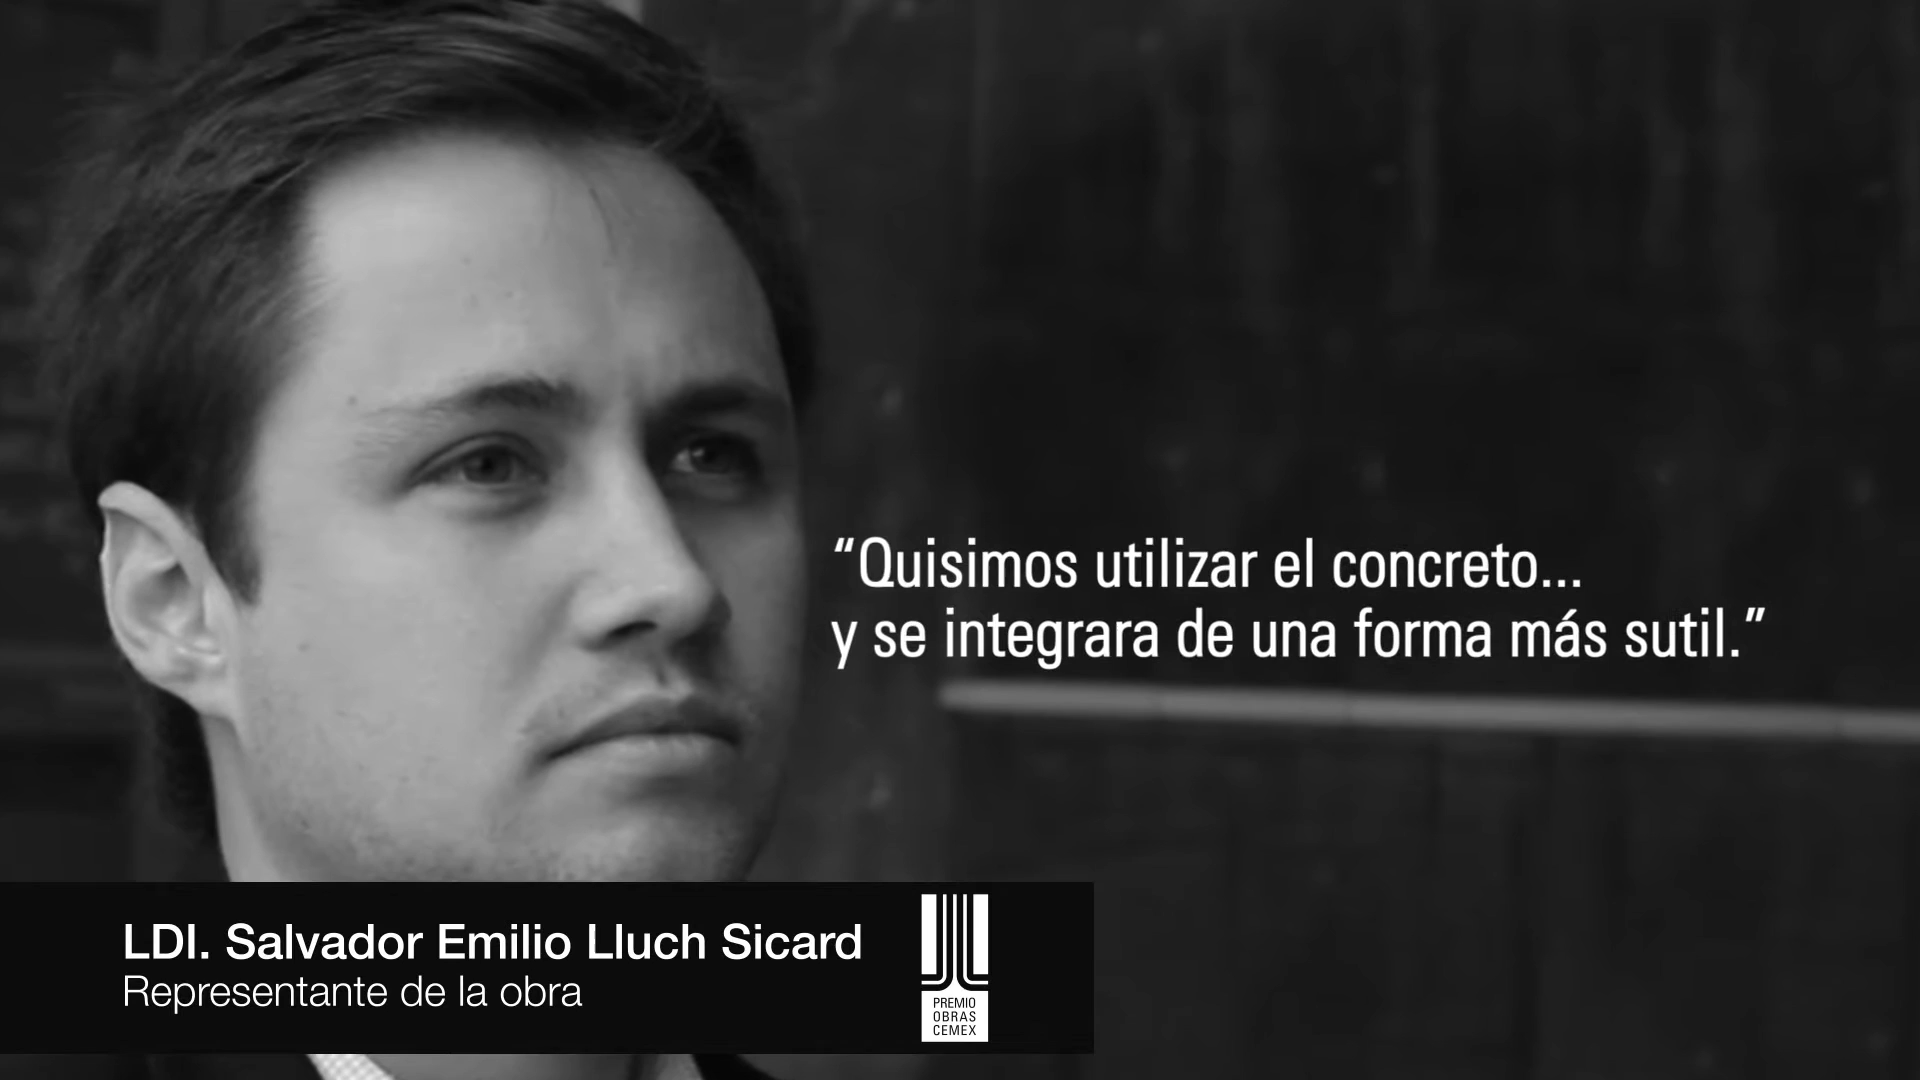 “Quisimos utilizar el concreto...
y se integrara de una forma más sutil.”
LDI. Salvador Emilio Lluch Sicard
Representante de la obra
PREMIO
OBRAS
CEMEX